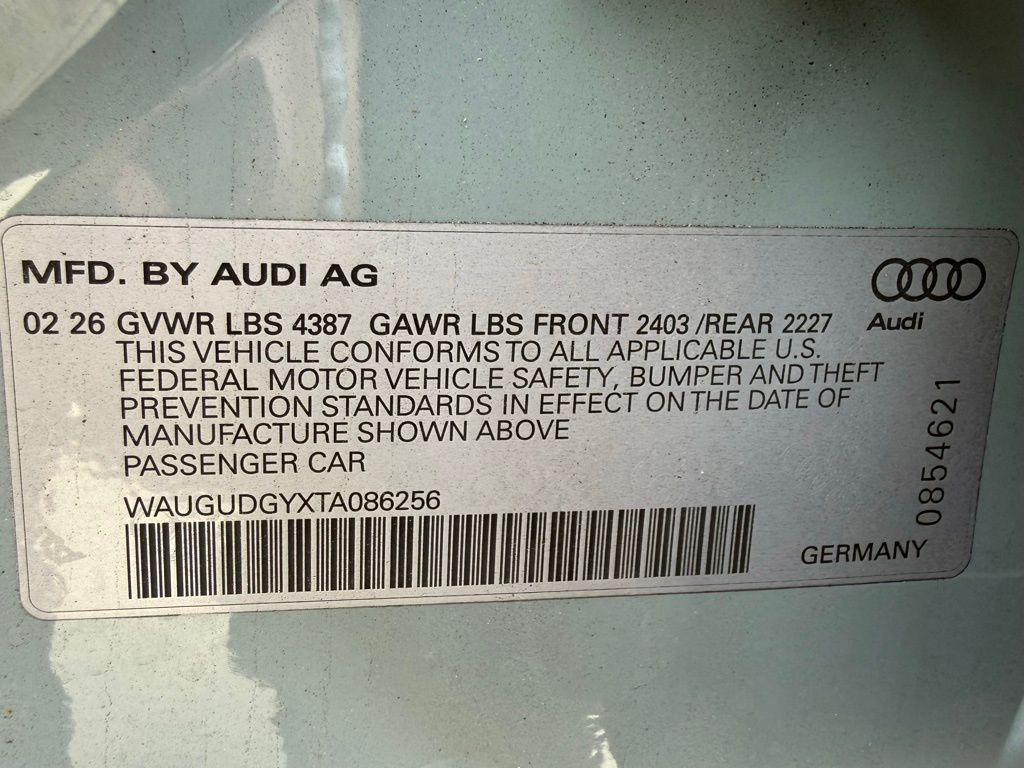 MFD. BY AUDI AG
Audi
02 26 GVWR LBS 4387 GAWR LBS FRONT 2403 /REAR 2227
THIS VEHICLE CONFORMS TO ALL APPLICABLE U.S.
FEDERAL MOTOR VEHICLE SAFETY, BUMPER AND THEFT
PREVENTION STANDARDS IN EFFECT ON THE DATE OF
MANUFACTURE SHOWN ABOVE
PASSENGER CAR
WAUGUDGYXTA086256
GERMANY
0854621